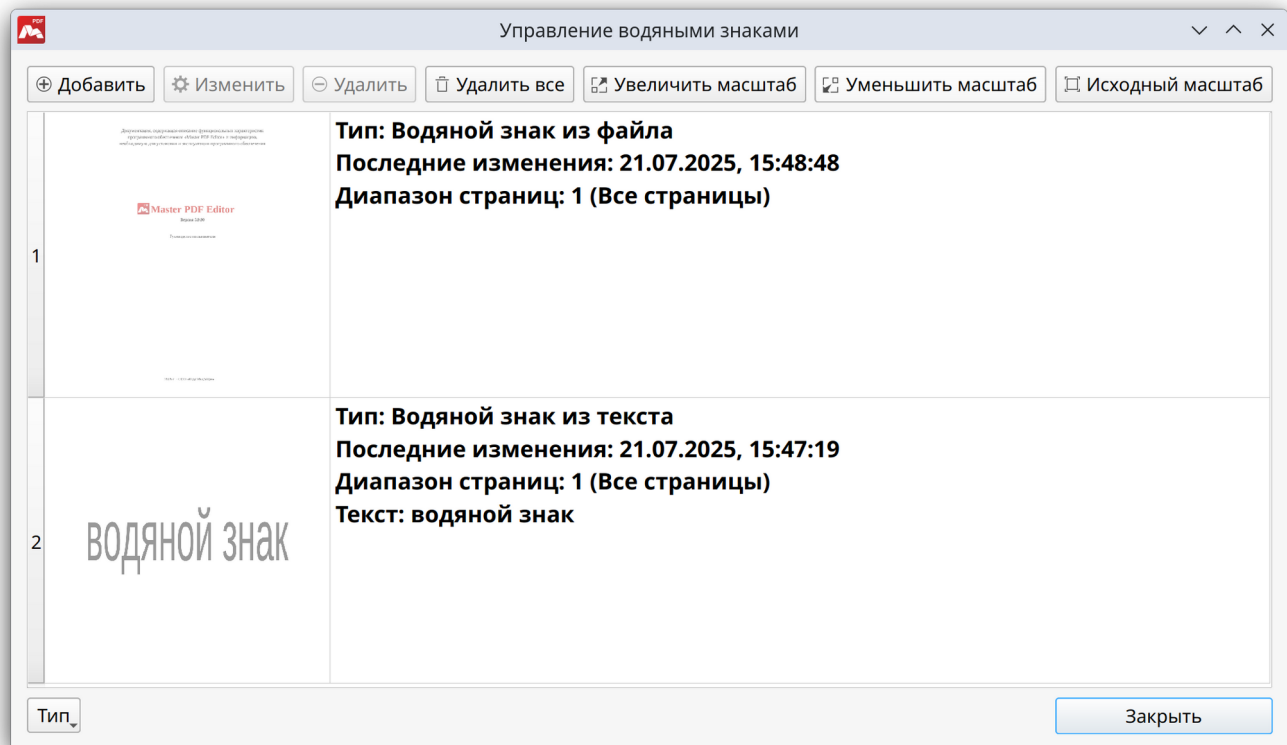 PDF
Управление водяными знаками
Добавить
Изменить
Удалить
Удалить все
Увеличить масштаб
Уменьшить масштаб
Исходный масштаб
1
Master PDF Editor
Тип: Водяной знак из файла
Последние изменения: 21.07.2025, 15:48:48
Диапазон страниц: 1 (Все страницы)
2
водяной знак
Тип: Водяной знак из текста
Последние изменения: 21.07.2025, 15:47:19
Диапазон страниц: 1 (Все страницы)
Текст: водяной знак
Тип
Закрыть